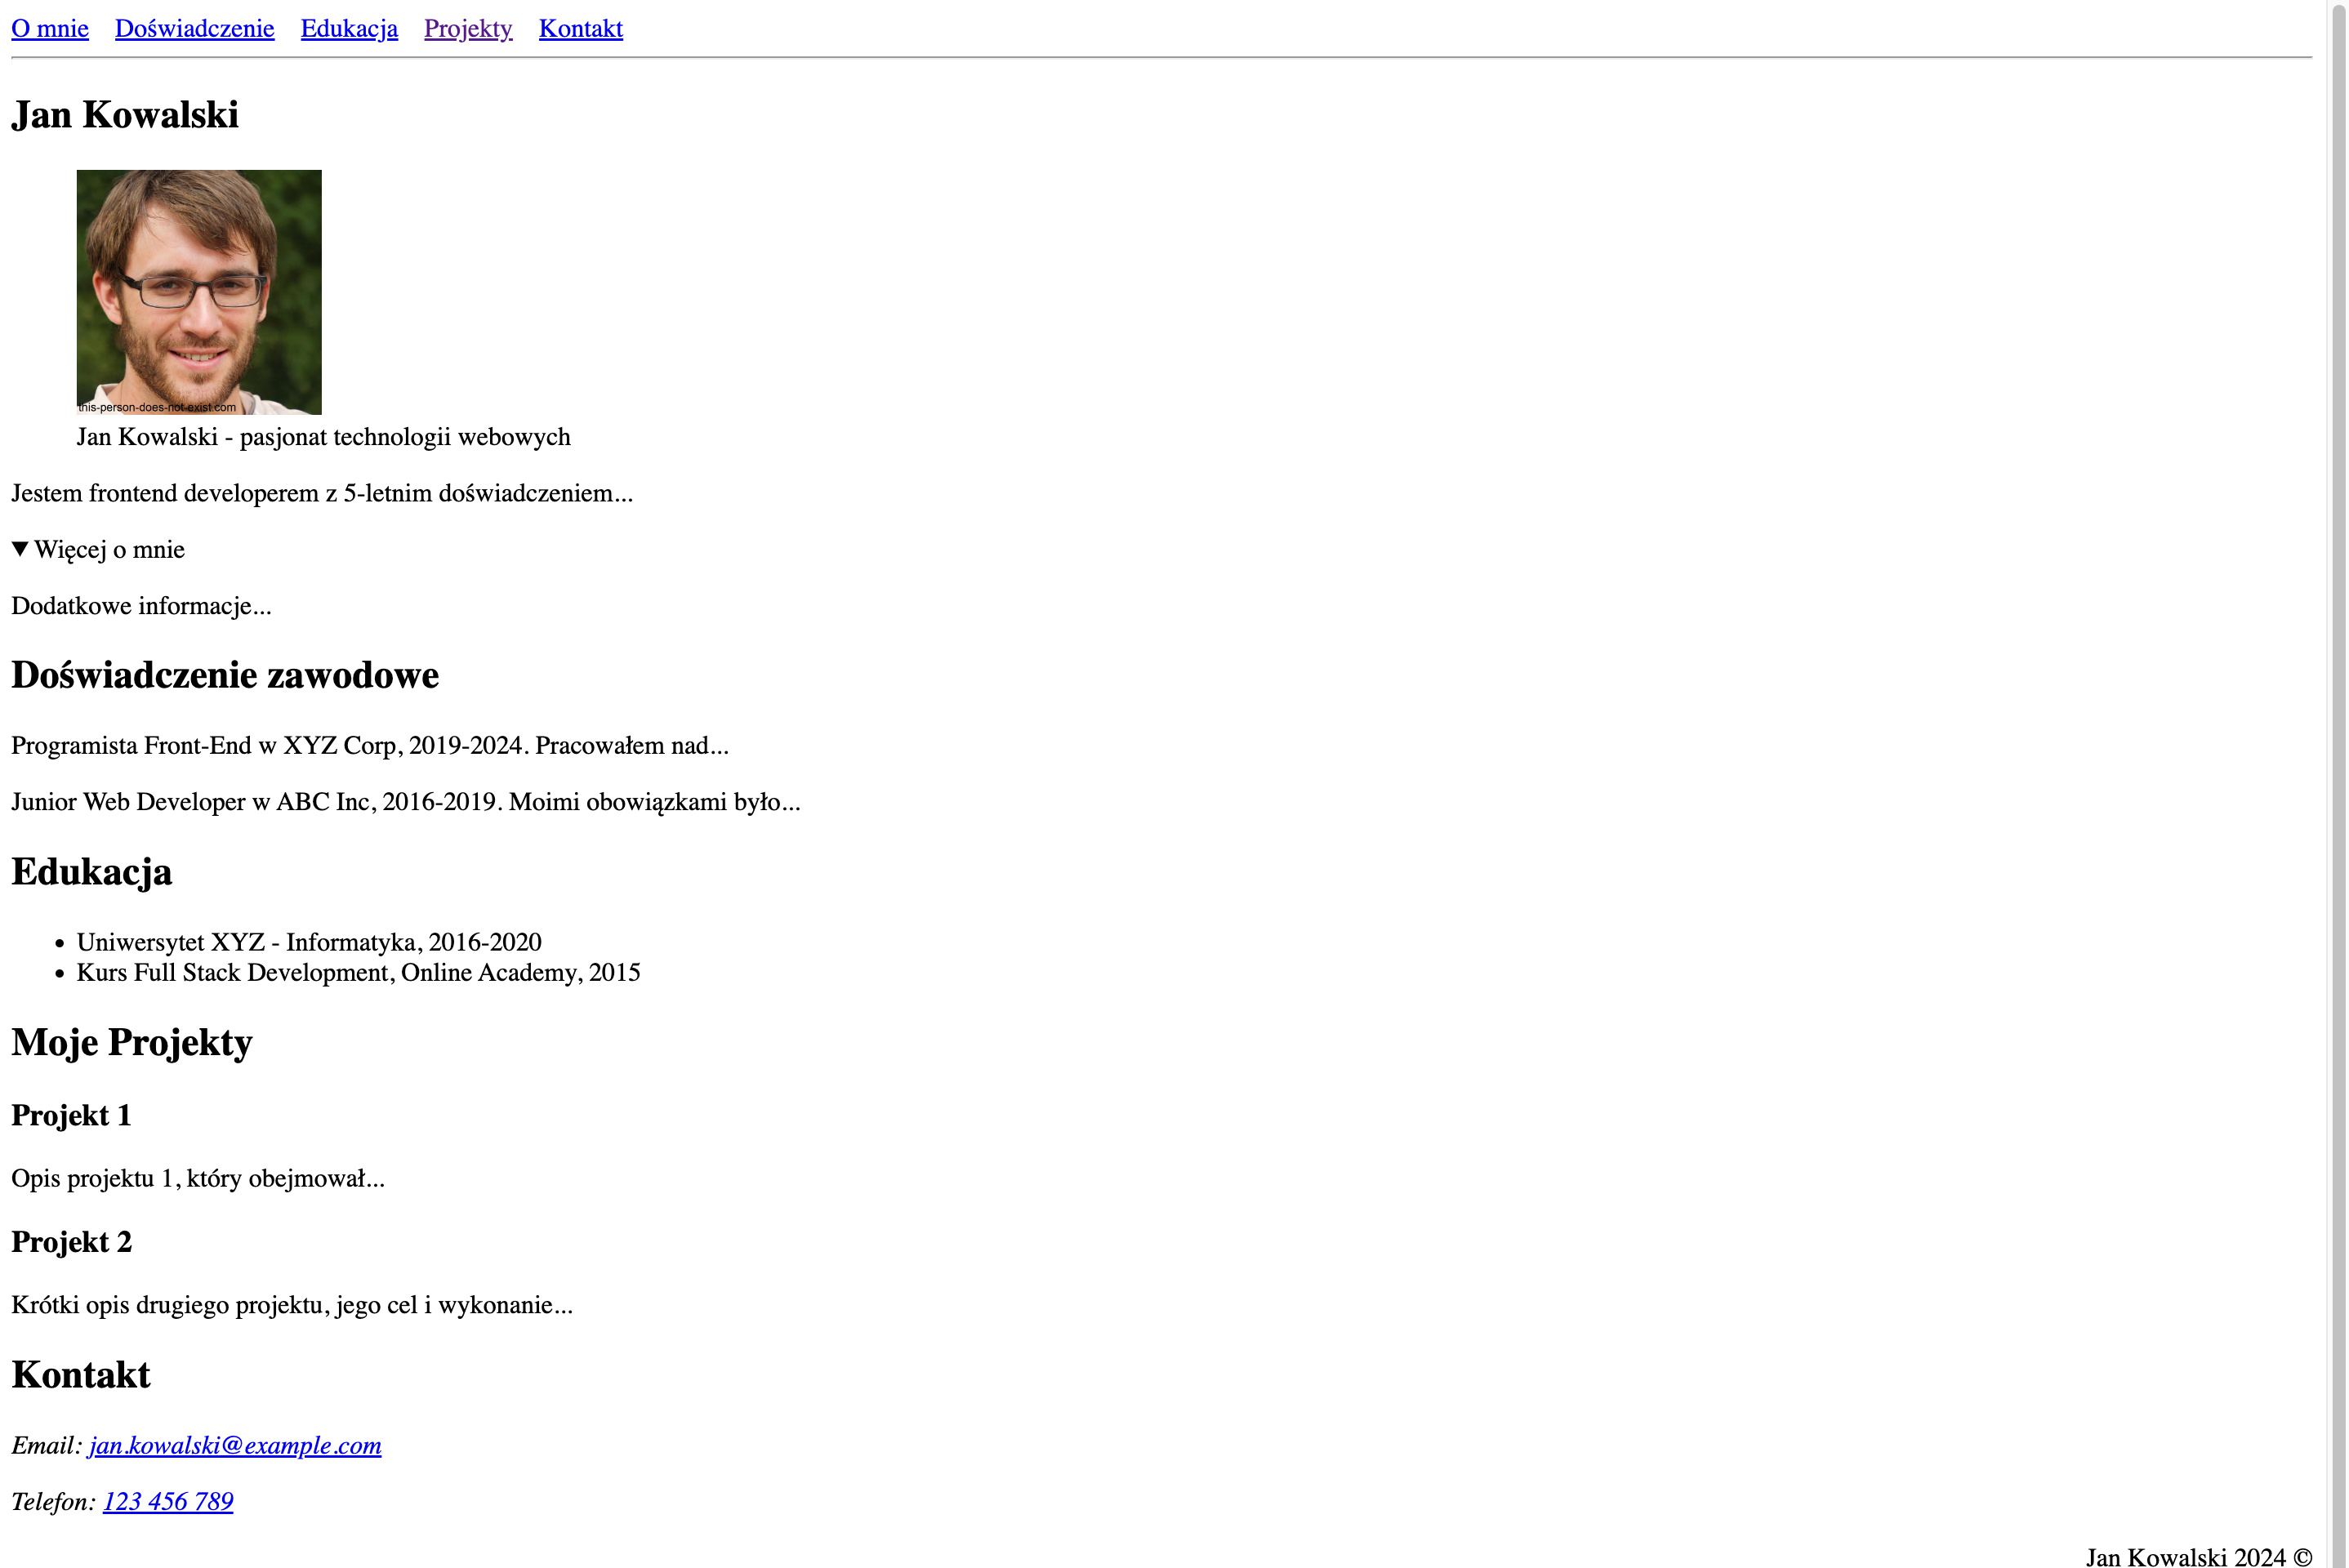 O mnie Doświadczenie Edukacja Projekty Kontakt
Jan Kowalski
this-person-does-not-exist.com
Jan Kowalski - pasjonat technologii webowych
Jestem frontend developerem z 5-letnim doświadczeniem...
▼ Więcej o mnie
Dodatkowe informacje...
Doświadczenie zawodowe
Programista Front-End w XYZ Corp, 2019-2024. Pracowałem nad...
Junior Web Developer w ABC Inc, 2016-2019. Moimi obowiązkami było...
Edukacja
• Uniwersytet XYZ - Informatyka, 2016-2020
• Kurs Full Stack Development, Online Academy, 2015
Moje Projekty
Projekt 1
Opis projektu 1, który obejmował...
Projekt 2
Krótki opis drugiego projektu, jego cel i wykonanie...
Kontakt
Email: jan.kowalski@example.com
Telefon: 123 456 789
Jan Kowalski 2024 ©